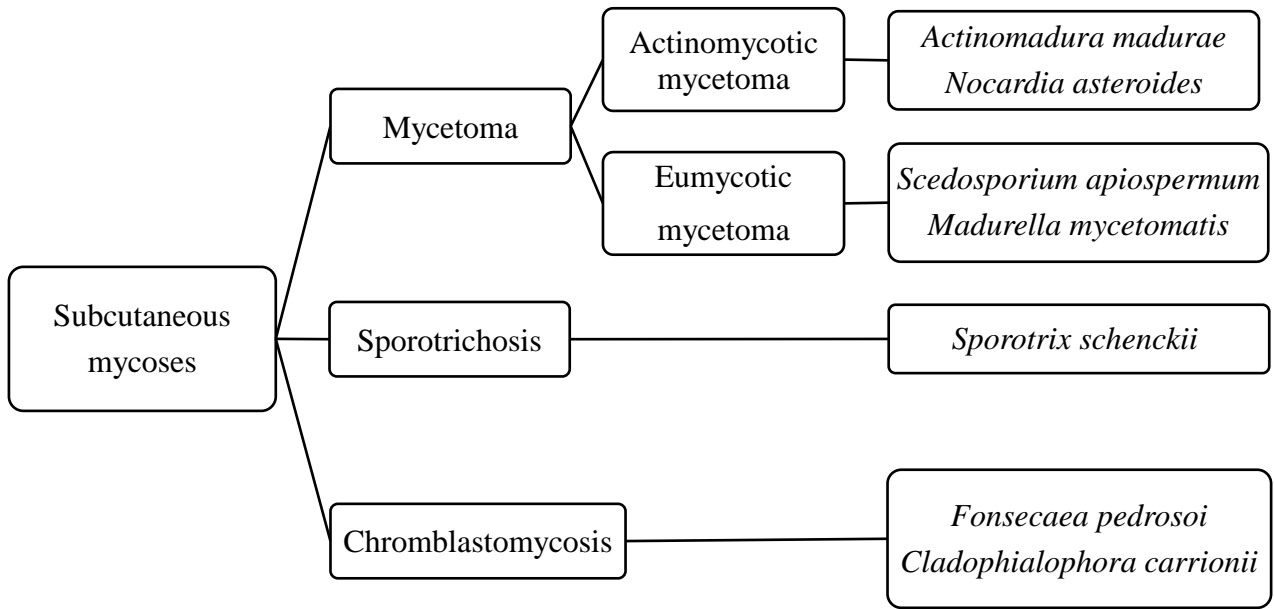 Subcutaneous
mycoses
Mycetoma
Actinomycotic
mycetoma
Actinomadura madurae
Nocardia asteroides
Eumycotic
mycetoma
Scedosporium apiospermum
Madurella mycetomatis
Sporotrichosis
Sporotrix schenckii
Chromblastomycosis
Fonsecaea pedrosoi
Cladophialophora carrionii